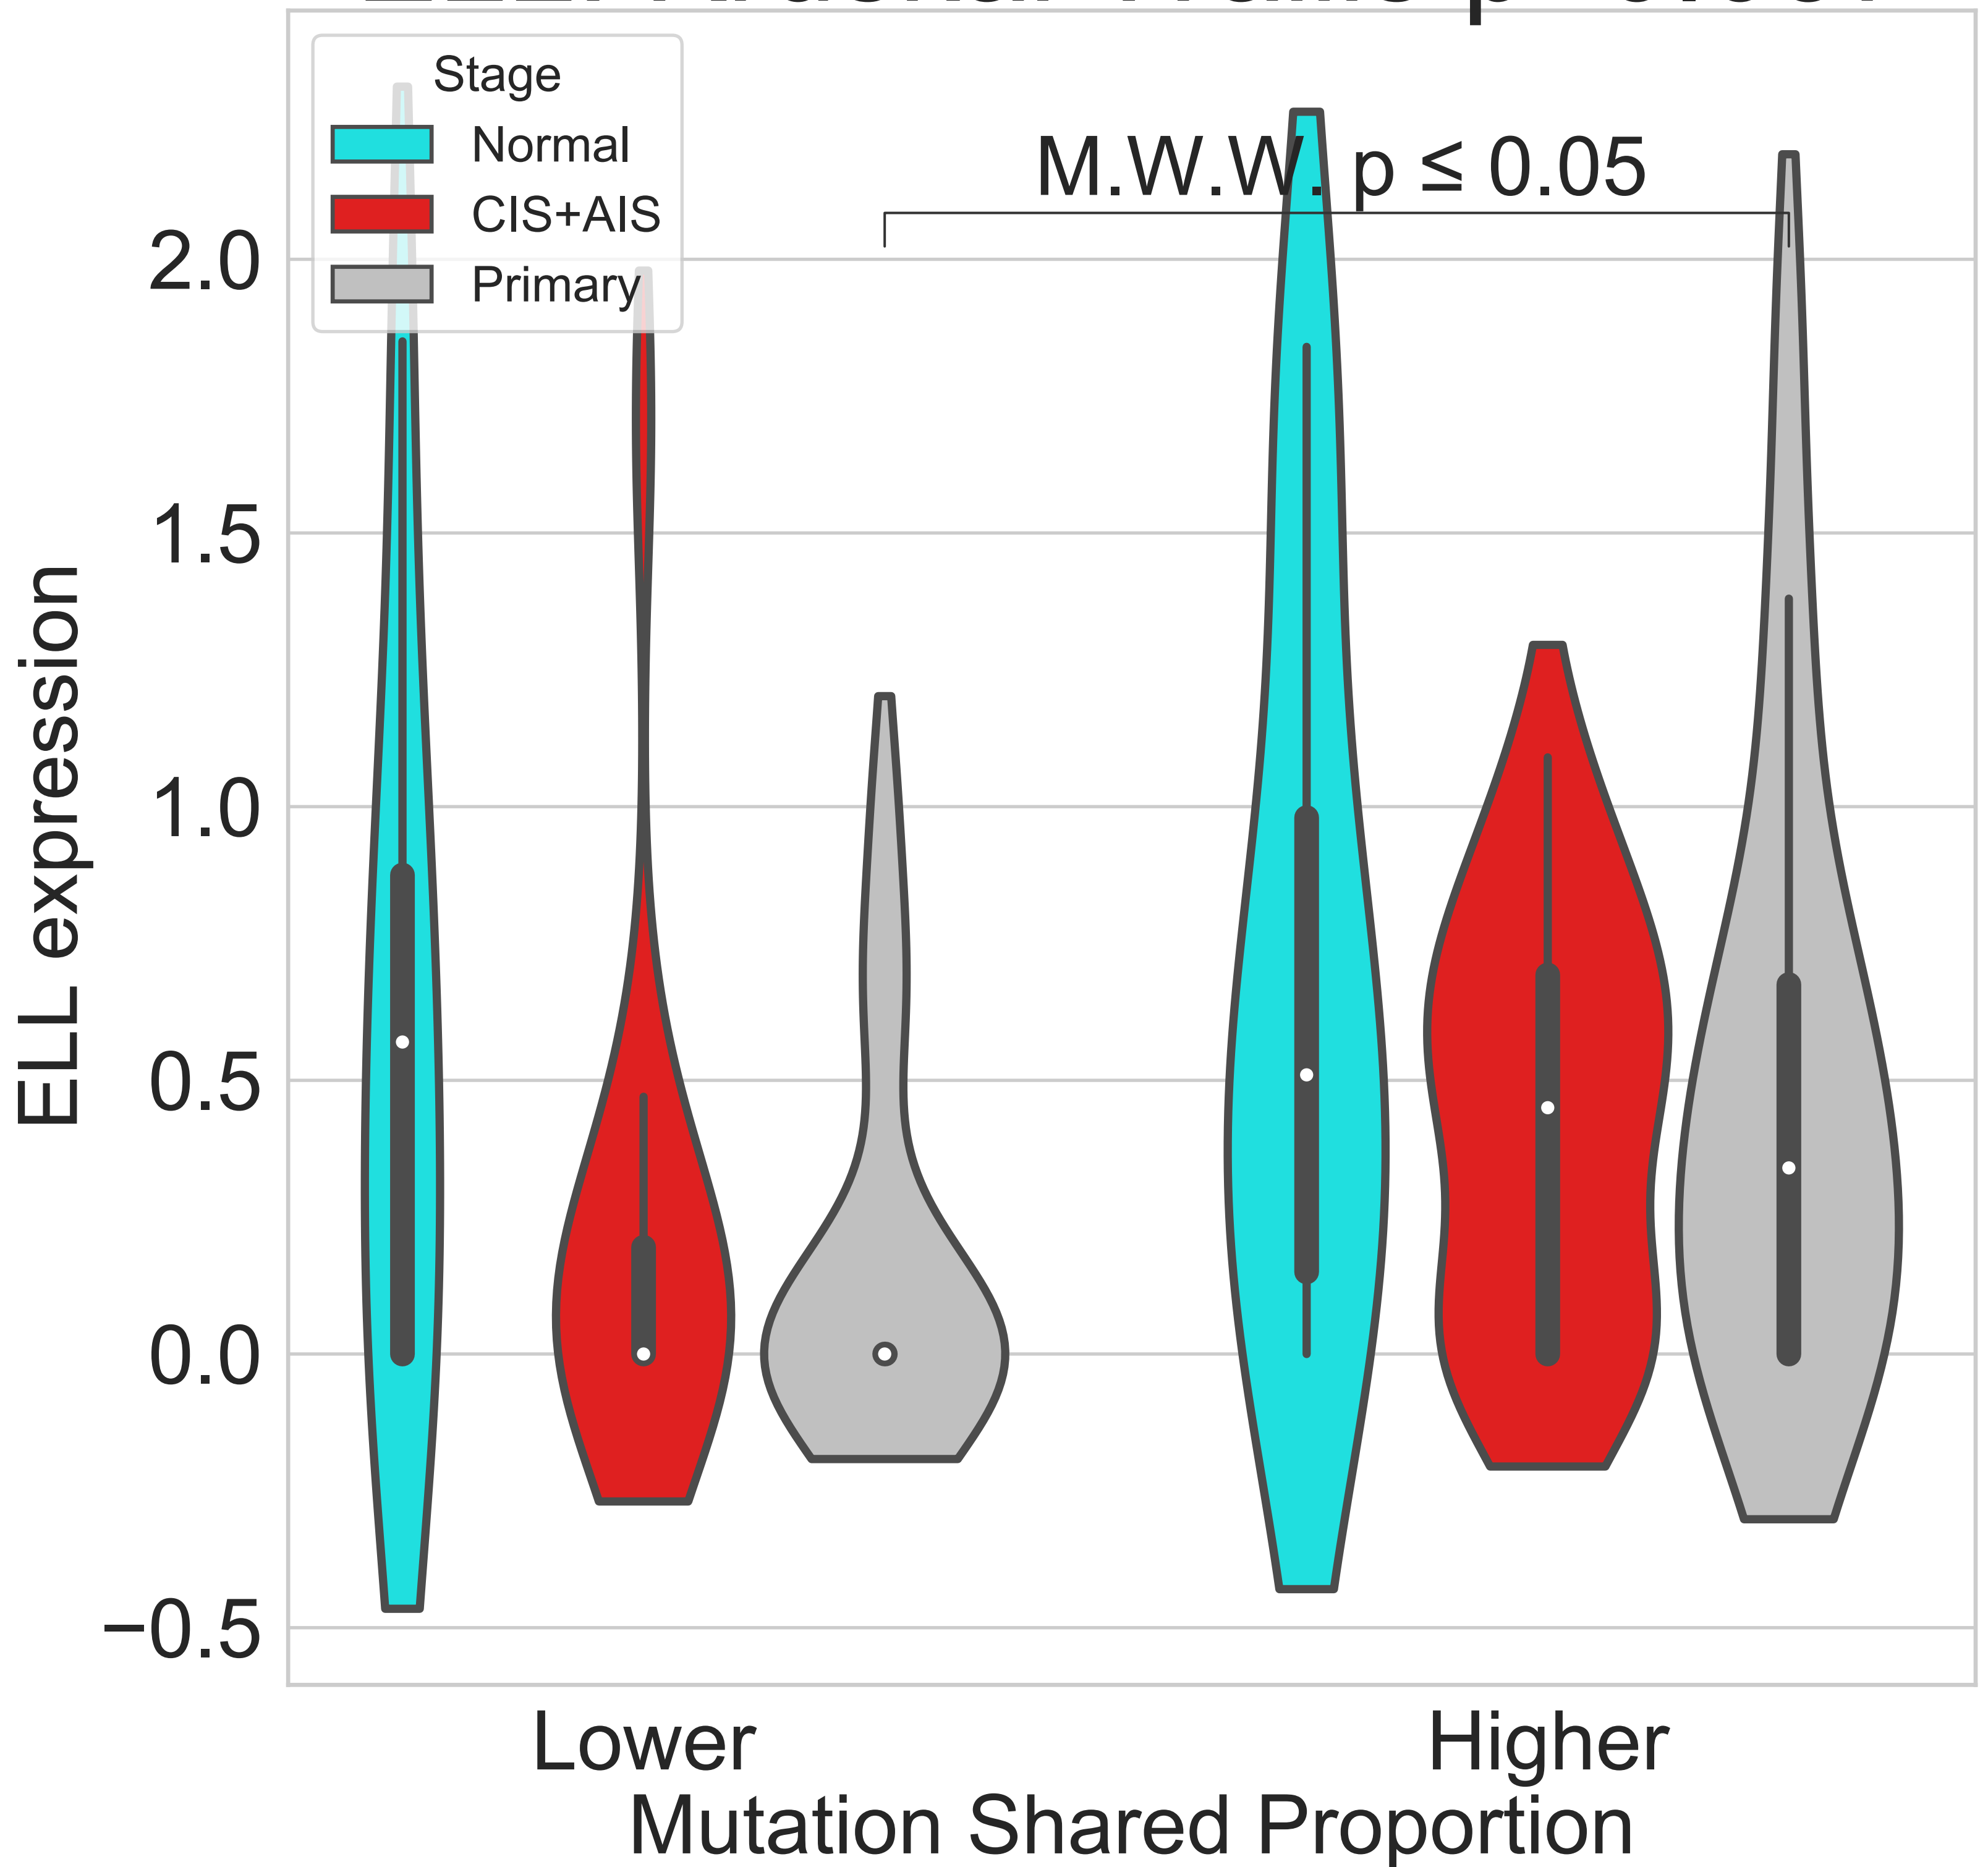 Stage
Normal
CIS+AIS
Primary
M.W.W. p ≤ 0.05
2.0
1.5
1.0
0.5
0.0
−0.5
ELL expression
Lower
Higher
Mutation Shared Proportion